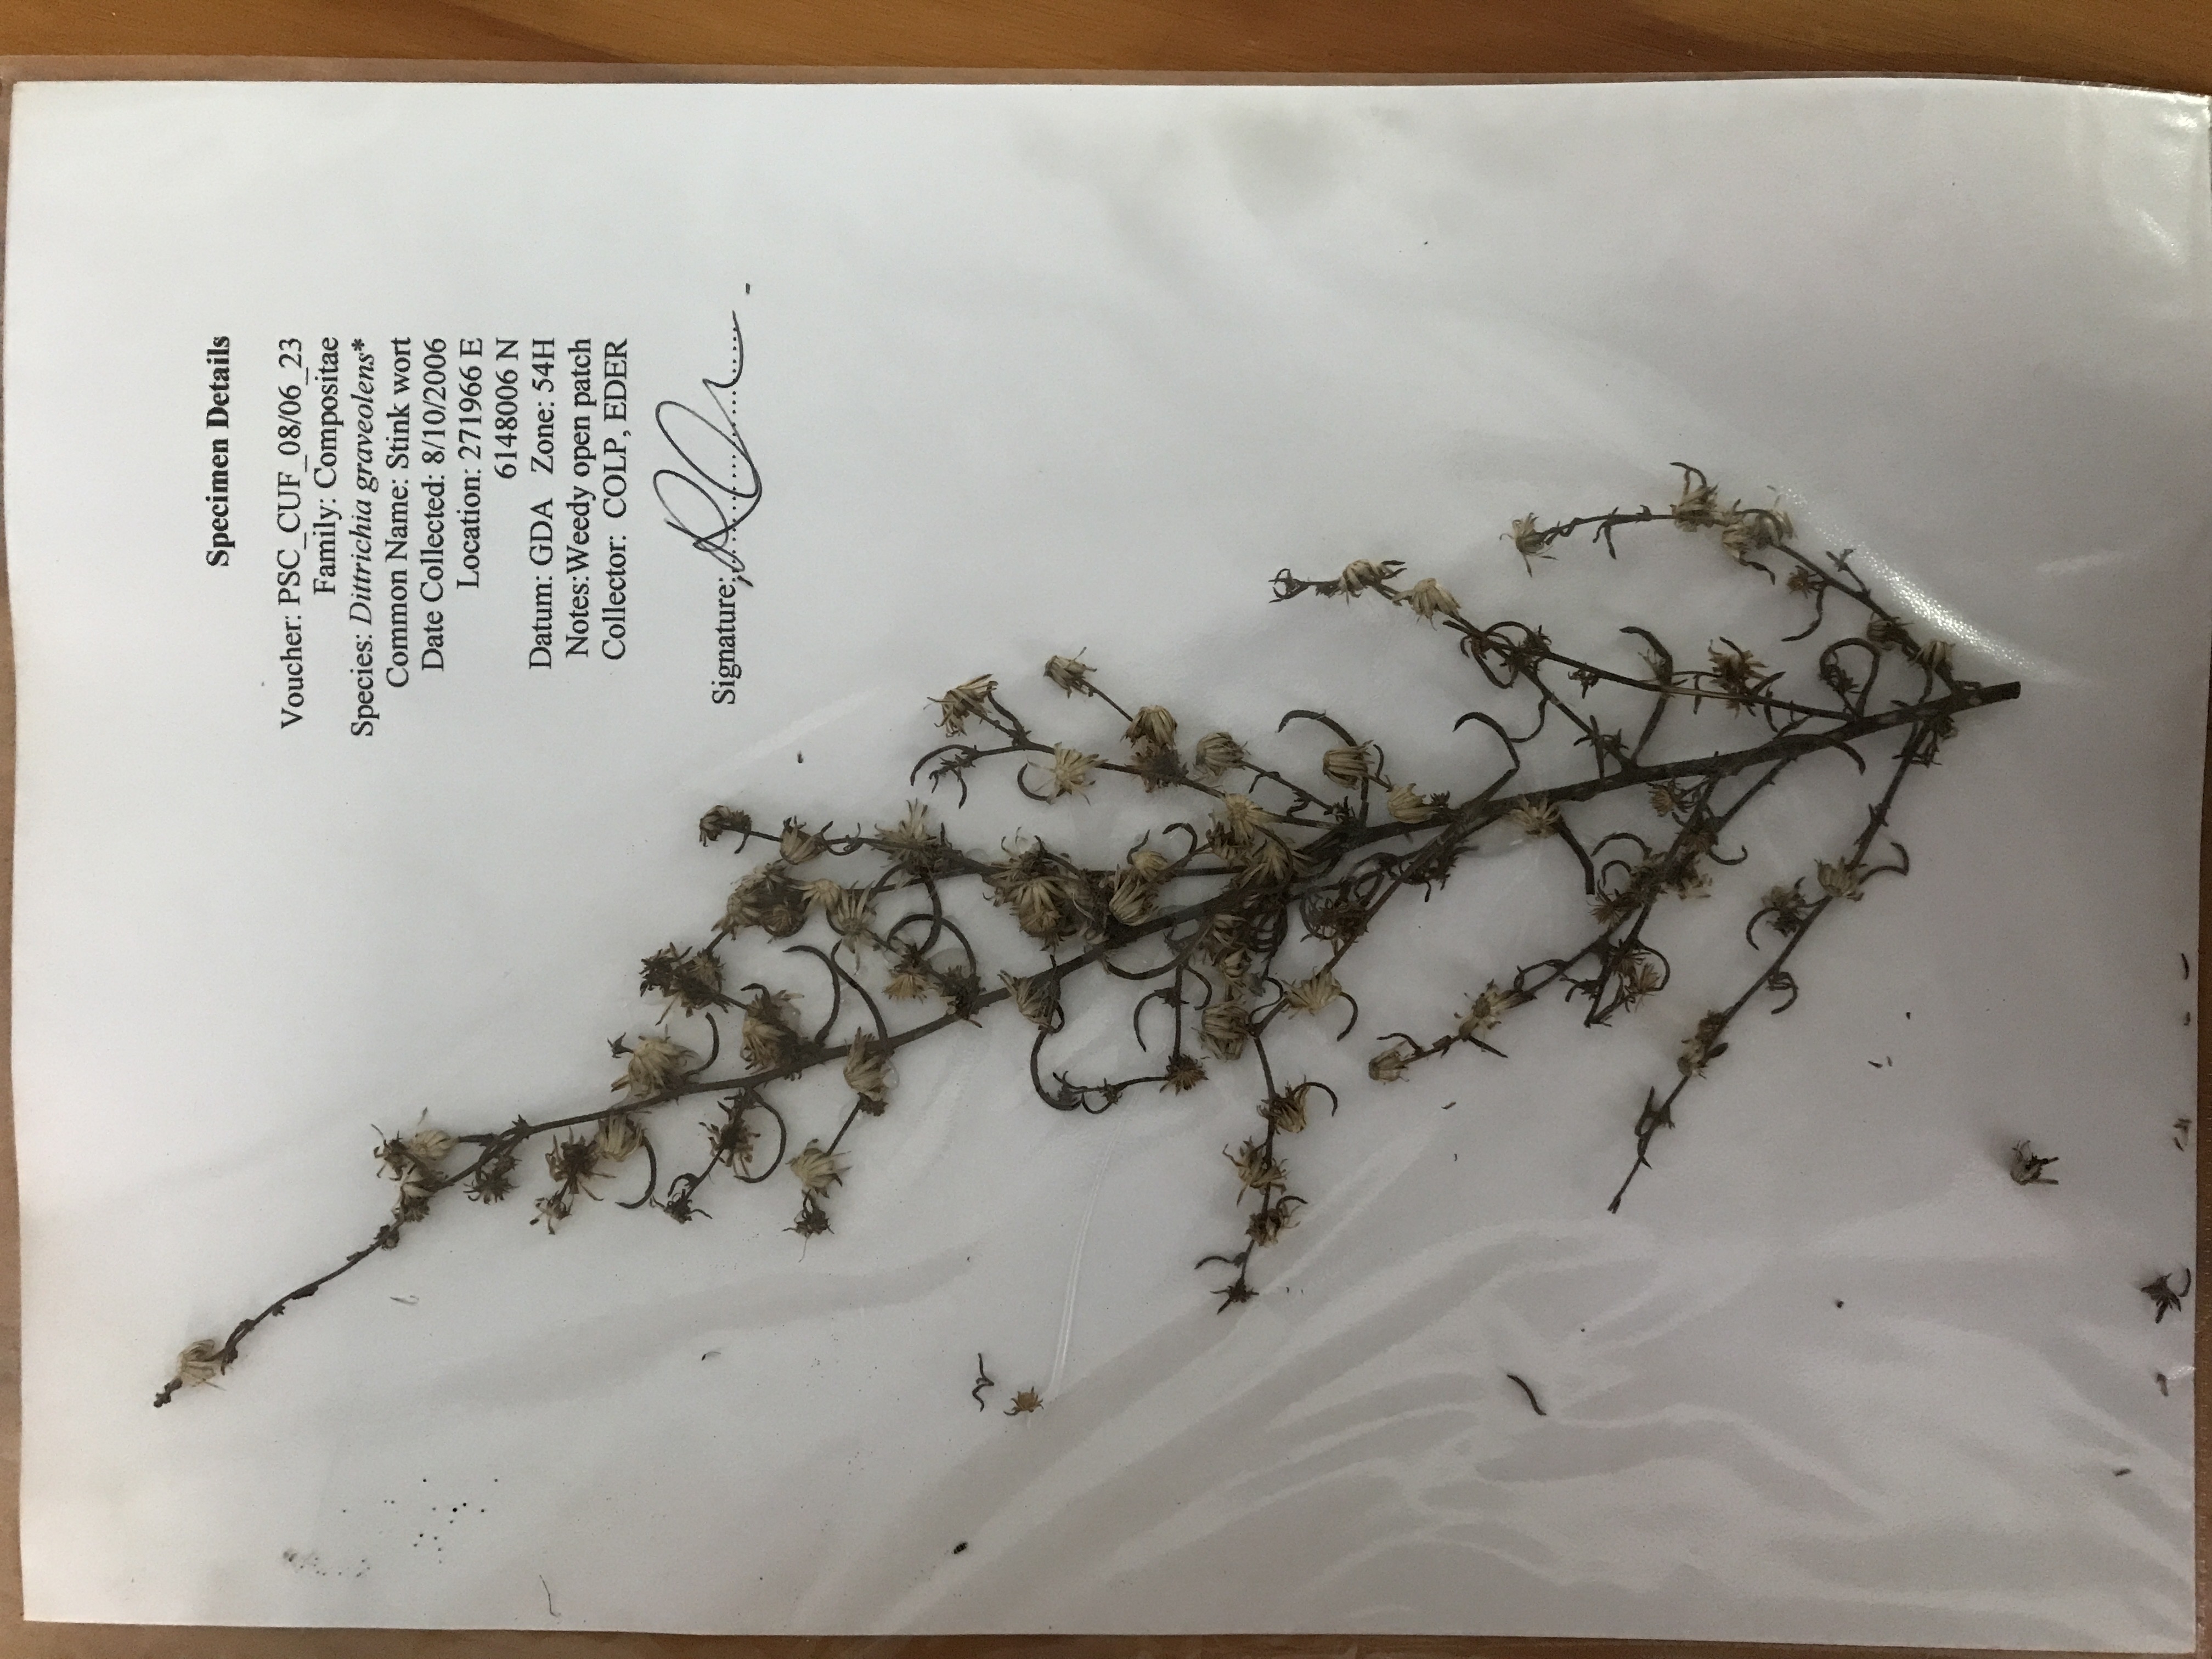 Specimen Details
Voucher: PSC_CUF_08/06_23
Family: Compositae
Species: Dittrichia graveolens*
Common Name: Stink wort
Date Collected: 8/10/2006
Location: 271966 E
6148006 N
Datum: GDA Zone: 54H
Notes:Weedy open patch
Collector: COLP, EDER
Signature: